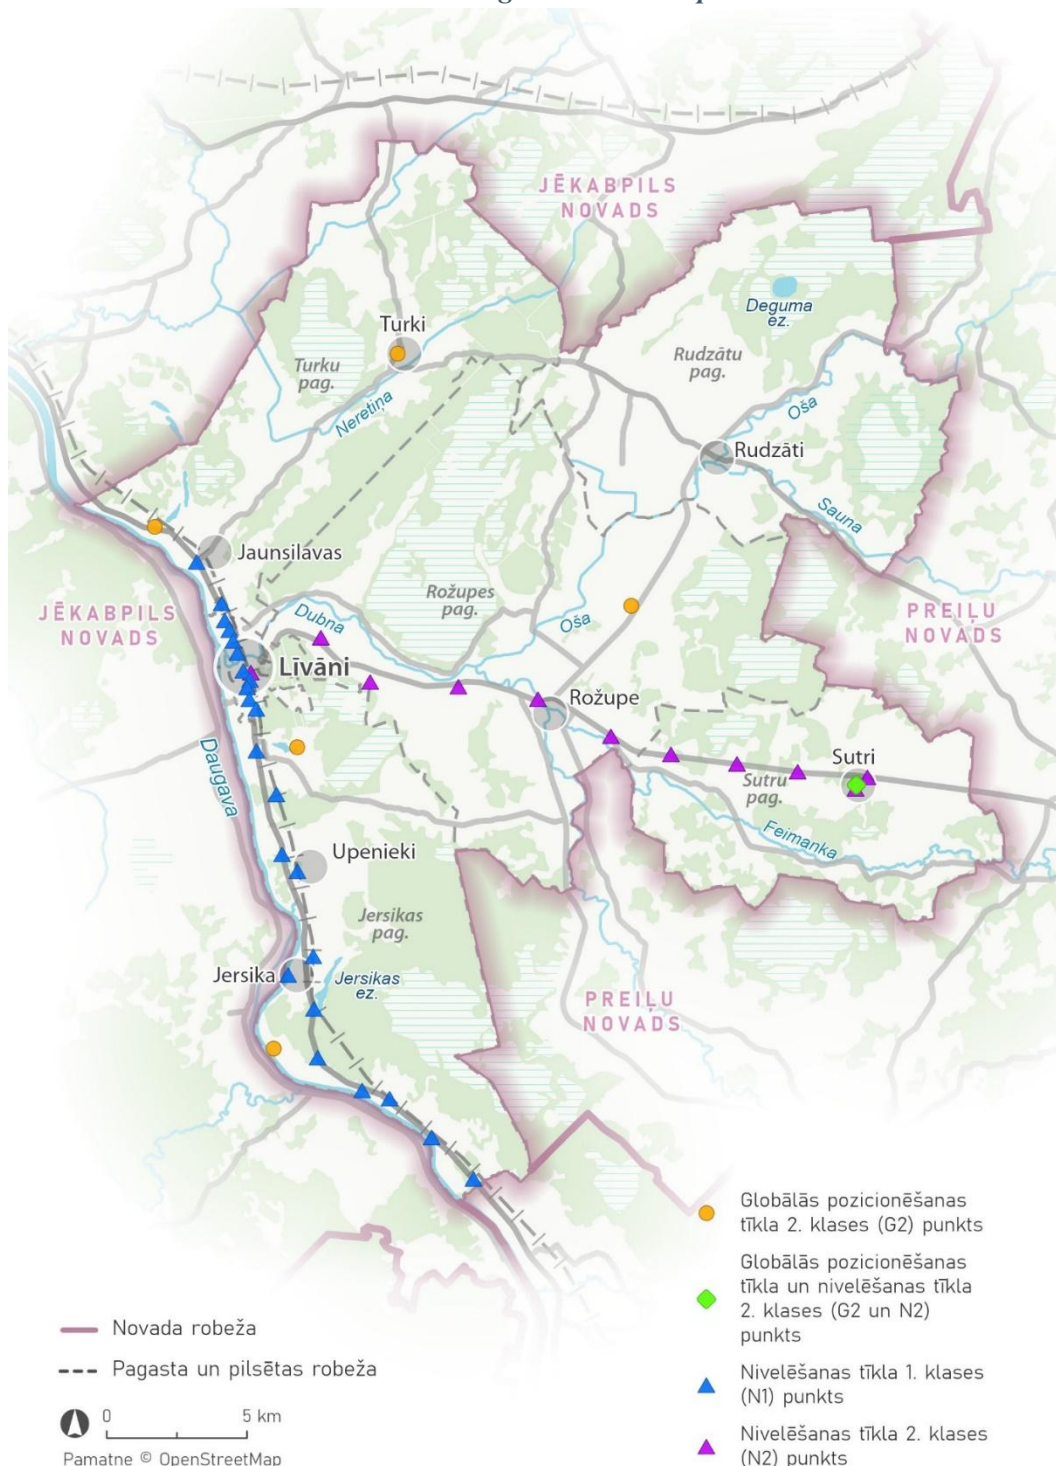 JĒKABPILS
NOVADS
Deguma
ez.
Turki
Turku
pag.
Rudzātu
pag.
Neretiņa
Oša
Rudzāti
Sauna
Jaunsilavas
Rožupes
pag.
JĒKABPILS
NOVADS
Dubna
Oša
PREIĻU
NOVADS
Līvāni
Rožupe
Daugava
Sutri
Sutru
pag.
Feimanka
Upenieki
Jersikas
pag.
Jersika
Jersikas
ez.
PREIĻU
NOVADS
Globālās pozicionēšanas
tīkla 2. klases (G2) punkts
Globālās pozicionēšanas
tīkla un nivelēšanas tīkla
2. klases (G2 un N2)
punkts
Nivelēšanas tīkla 1. klases
(N1) punkts
Nivelēšanas tīkla 2. klases
(N2) punkts
Novada robeža
Pagasta un pilsētas robeža
0 5 km
Pamatne © OpenStreetMap